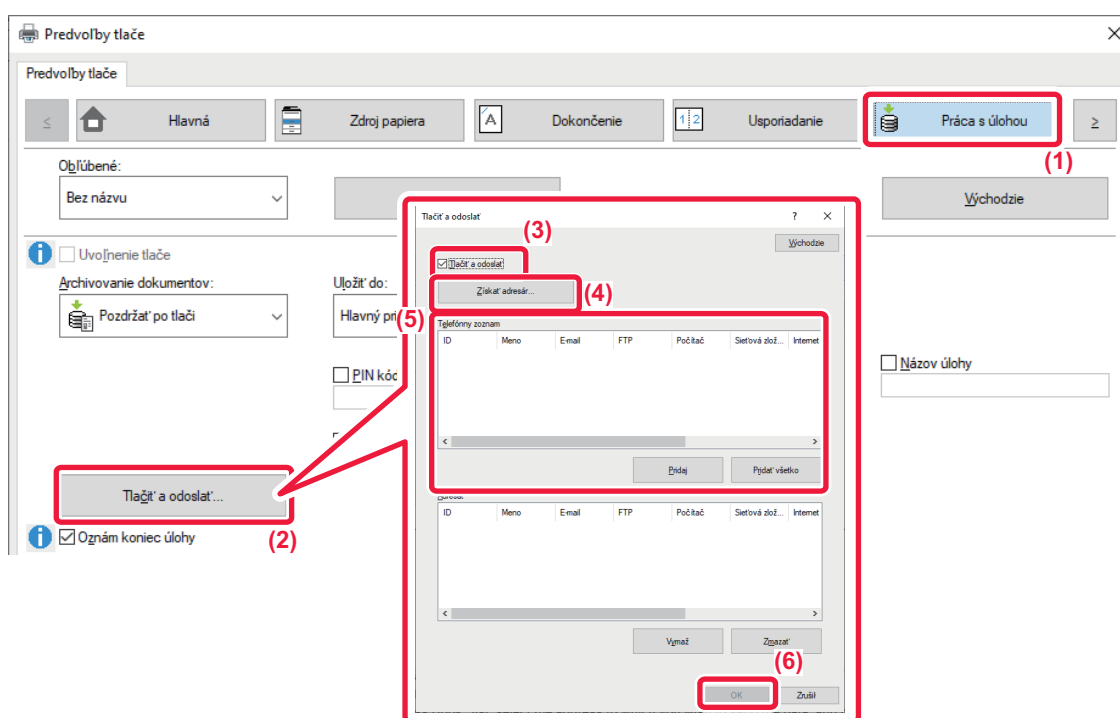 Predvoľby tlače
Predvoľby tlače
<
Hlavná
Zdroj papiera
A
Dokončenie
1 2
Usporiadanie
Práca s úlohou
>
(1)
Obľúbené:
Bez názvu
Východzie
Uvoľnenie tlače
Archivovanie dokumentov:
Pozdržať po tlači
Uložiť do:
Hlavný
PIN kód
Názov úlohy
Tlačiť a odoslať...
(2)
Oznám koniec úlohy
Tlačiť a odoslať
? ×
Východzie
(3)
Tlačiť a odoslať
Získať adresár...
(4)
(5)
Telefónny zoznam
ID Meno E-mail FTP Počítač Sieťová zlož... Internet
Pridaj
Pridať všetko
ID Meno E-mail FTP Počítač Sieťová zlož... Internet
Vymaž
Zmazať
(6)
OK
Zrušiť